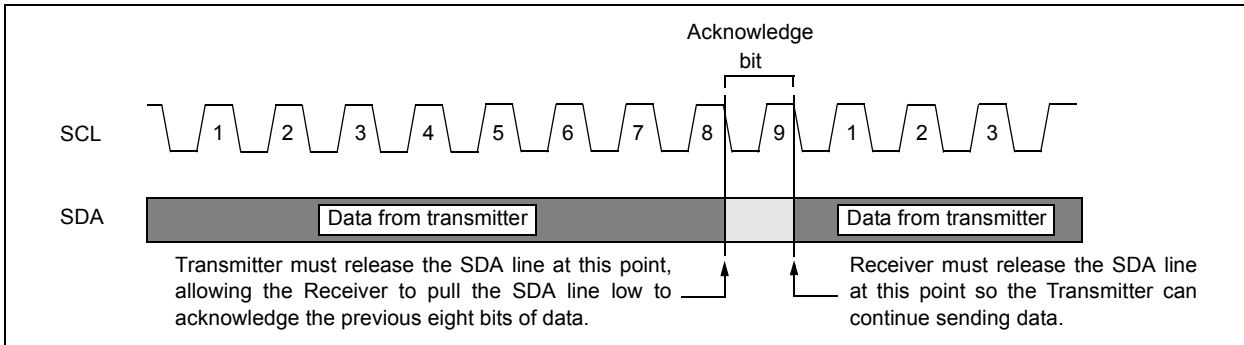 Acknowledge
bit
SCL
1 2 3 4 5 6 7 8 9 1 2 3
SDA
Data from transmitter
Data from transmitter
Transmitter must release the SDA line at this point,
allowing the Receiver to pull the SDA line low to
acknowledge the previous eight bits of data.
Receiver must release the SDA line
at this point so the Transmitter can
continue sending data.